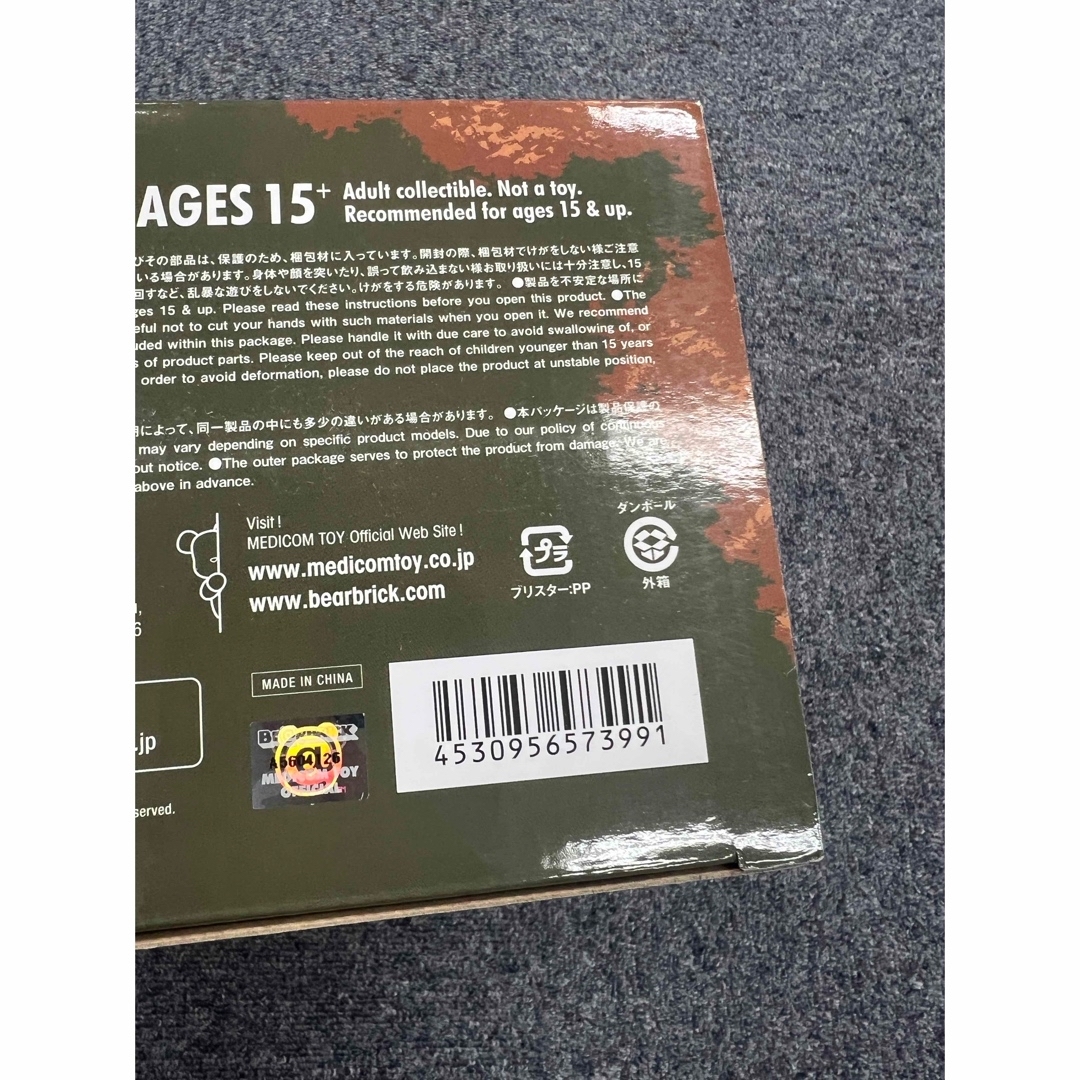 AGES 15+ Adult collectible. Not a toy.
Recommended for ages 15 & up.
びその部品は、保護のため、梱包材に入っています。開封の際、梱包材でけがをしない様ご注意
いる場合があります。身体や顔を突いたり、誤って飲み込まない様お取り扱いには十分注意し、15
回すなど、乱暴な遊びをしないでください。けがをする危険があります。 ●製品を不安定な場所に
ges 15 & up. Please read these instructions before you open this product. ●The
eful not to cut your hands with such materials when you open it. We recommend
uded within this package. Please handle it with due care to avoid swallowing of, or
s of product parts. Please keep out of the reach of children younger than 15 years
order to avoid deformation, please do not place the product at unstable position,
によって、同一製品の中にも多少の違いがある場合があります。 ●本パッケージは製品保護の
may vary depending on specific product models. Due to our policy of continuous
out notice. ●The outer package serves to protect the product from damage. We are
above in advance.
Visit!
MEDICOM TOY Official Web Site!
www.medicomtoy.co.jp
www.bearbrick.com
プラ
ブリスター:PP
ダンボール
外箱
6
MADE IN CHINA
.jp
served.
BE@RBRICK
A5604126
MEDICOM TOY
OFFICIAL
4530956573991